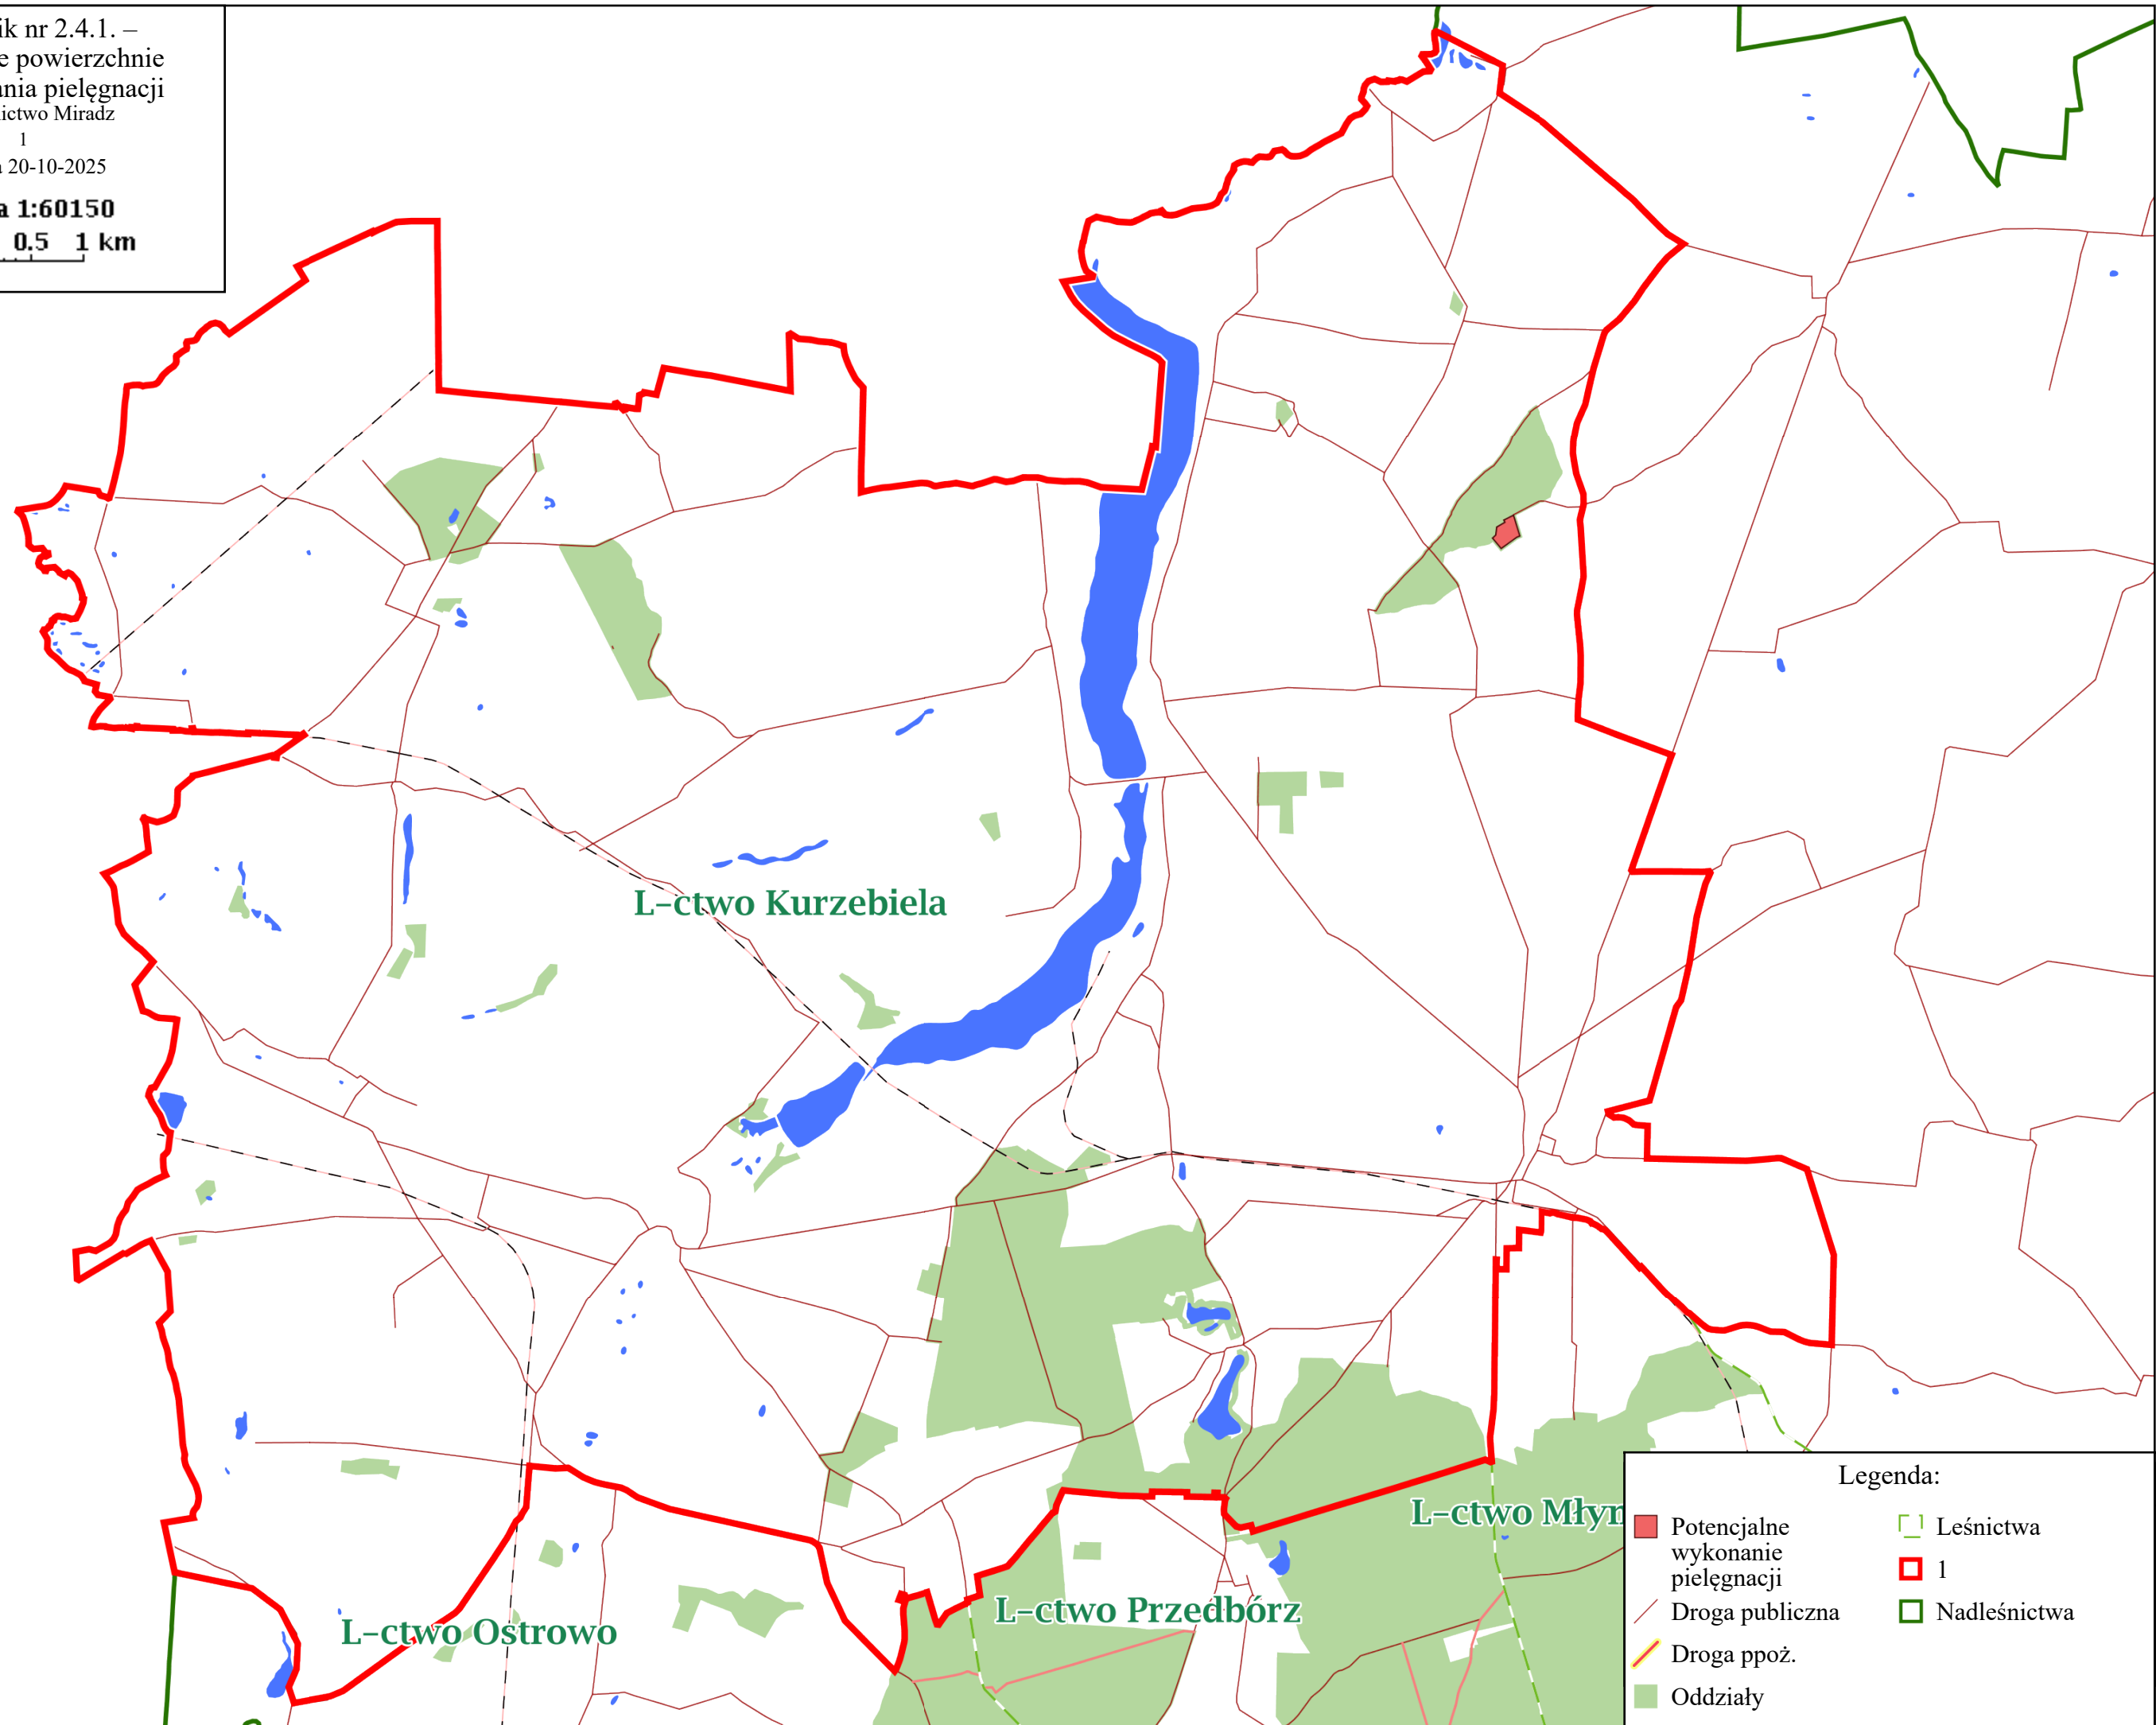 ik nr 2.4.1. –
e powierzchnie
ania pielęgnacji
ictwo Miradz
1
a 20-10-2025
a 1:60150
0.5 1 km
L-ctwo Kurzebiela
L-ctwo Młyn
L-ctwo Przedbórz
L-ctwo Ostrowo
Legenda:
Potencjalne
wykonanie
pielęgnacji
Droga publiczna
Droga ppoż.
Oddziały
Leśnictwa
1
Nadleśnictwa